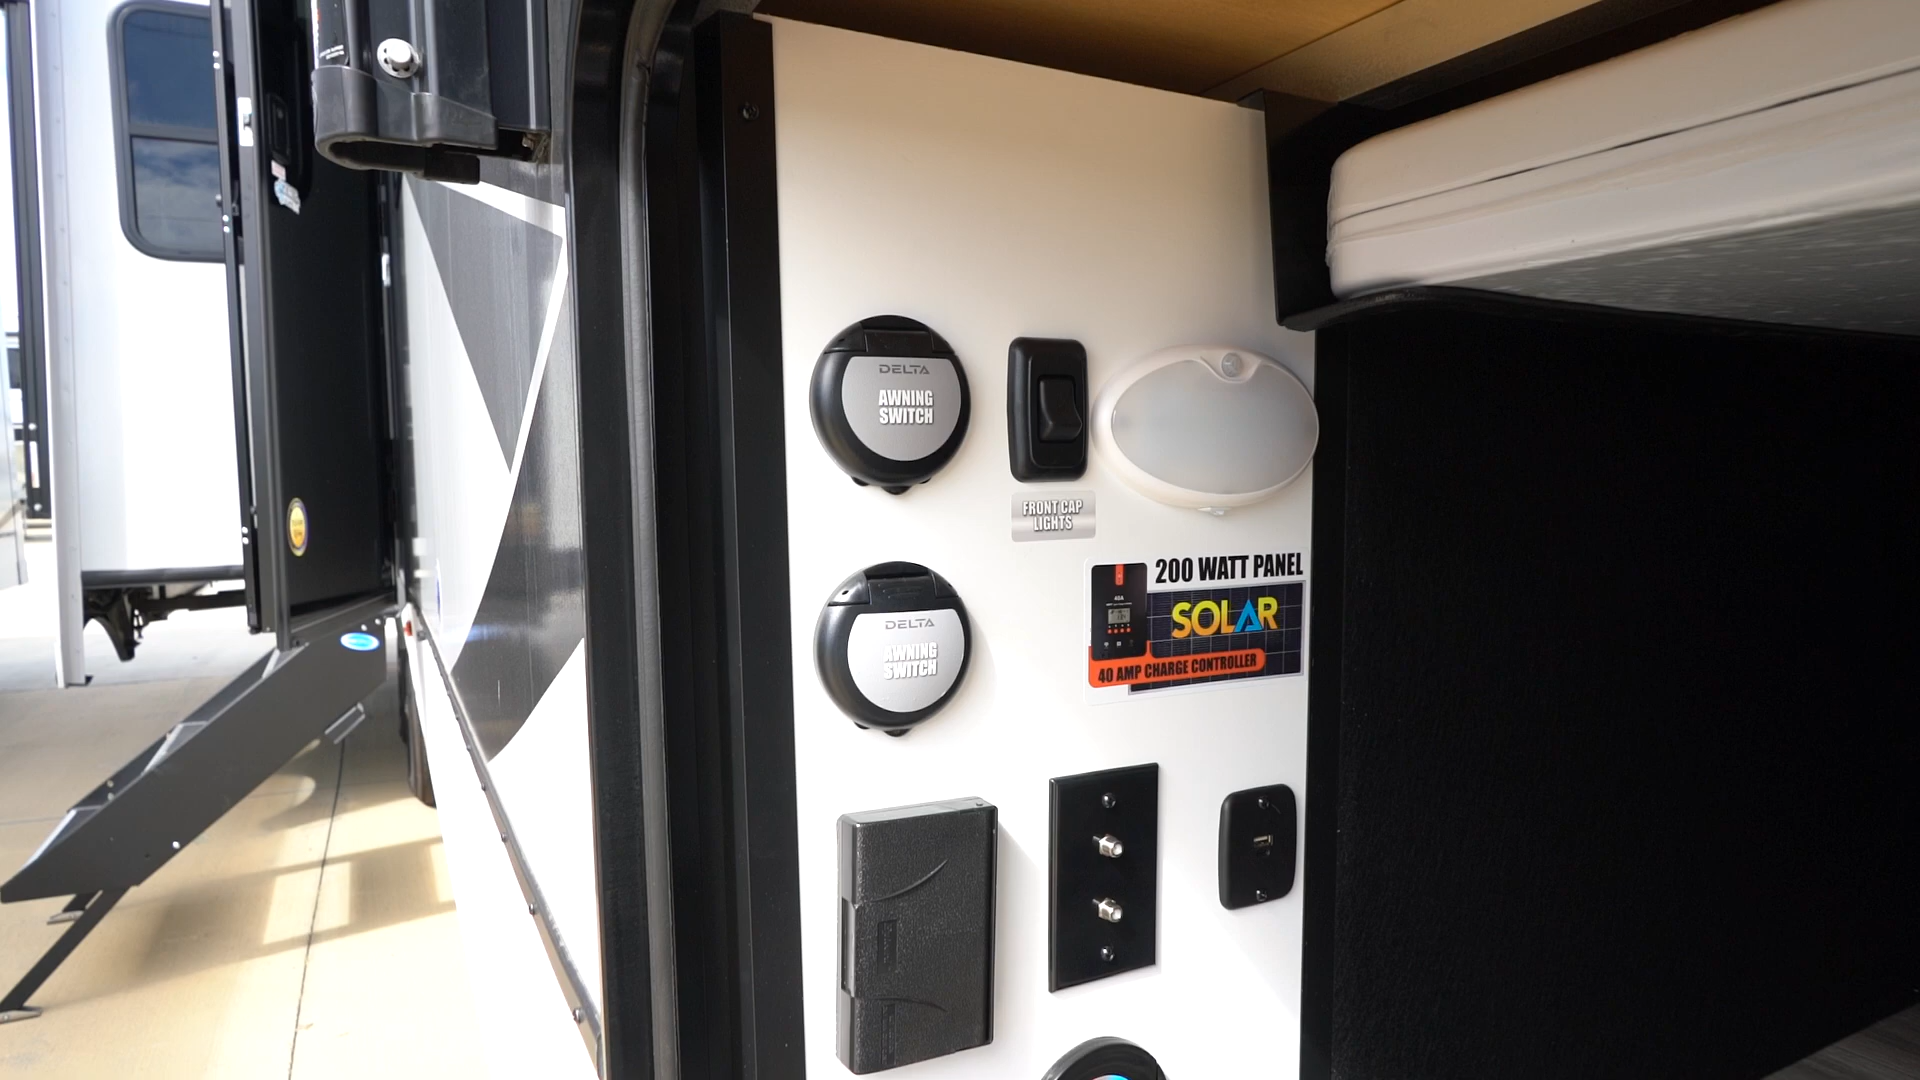 DELTA
AWNING
SWITCH
FRONT CAP
LIGHTS
DELTA
AWNING
SWITCH
200 WATT PANEL
SOLAR
40 AMP CHARGE CONTROLLER